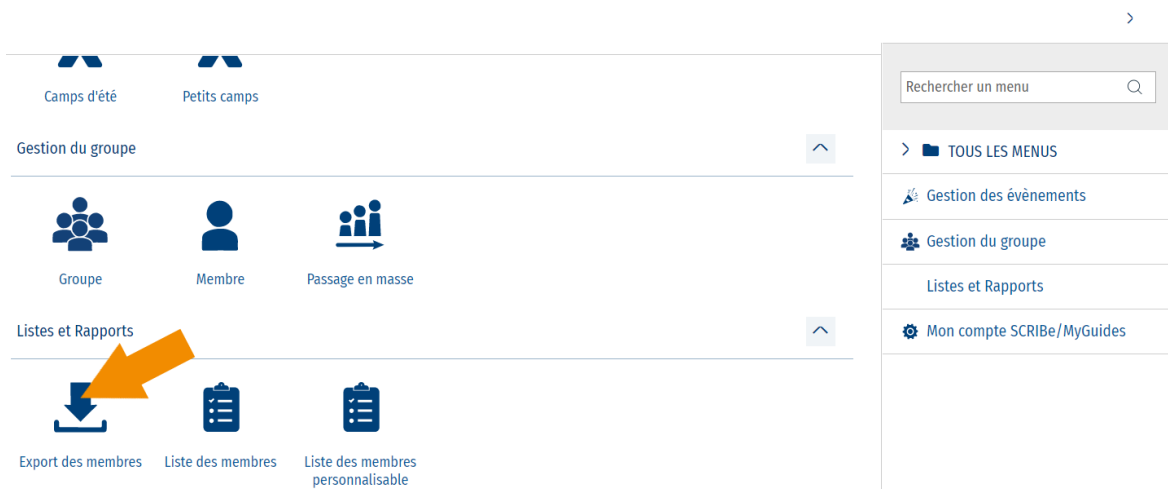 Camps d'été
Petits camps
Gestion du groupe
Groupe
Membre
Passage en masse
Listes et Rapports
Export des membres
Liste des membres
Liste des membres
personnalisable
Rechercher un menu
TOUS LES MENUS
Gestion des évènements
Gestion du groupe
Listes et Rapports
Mon compte SCRIBe/MyGuides